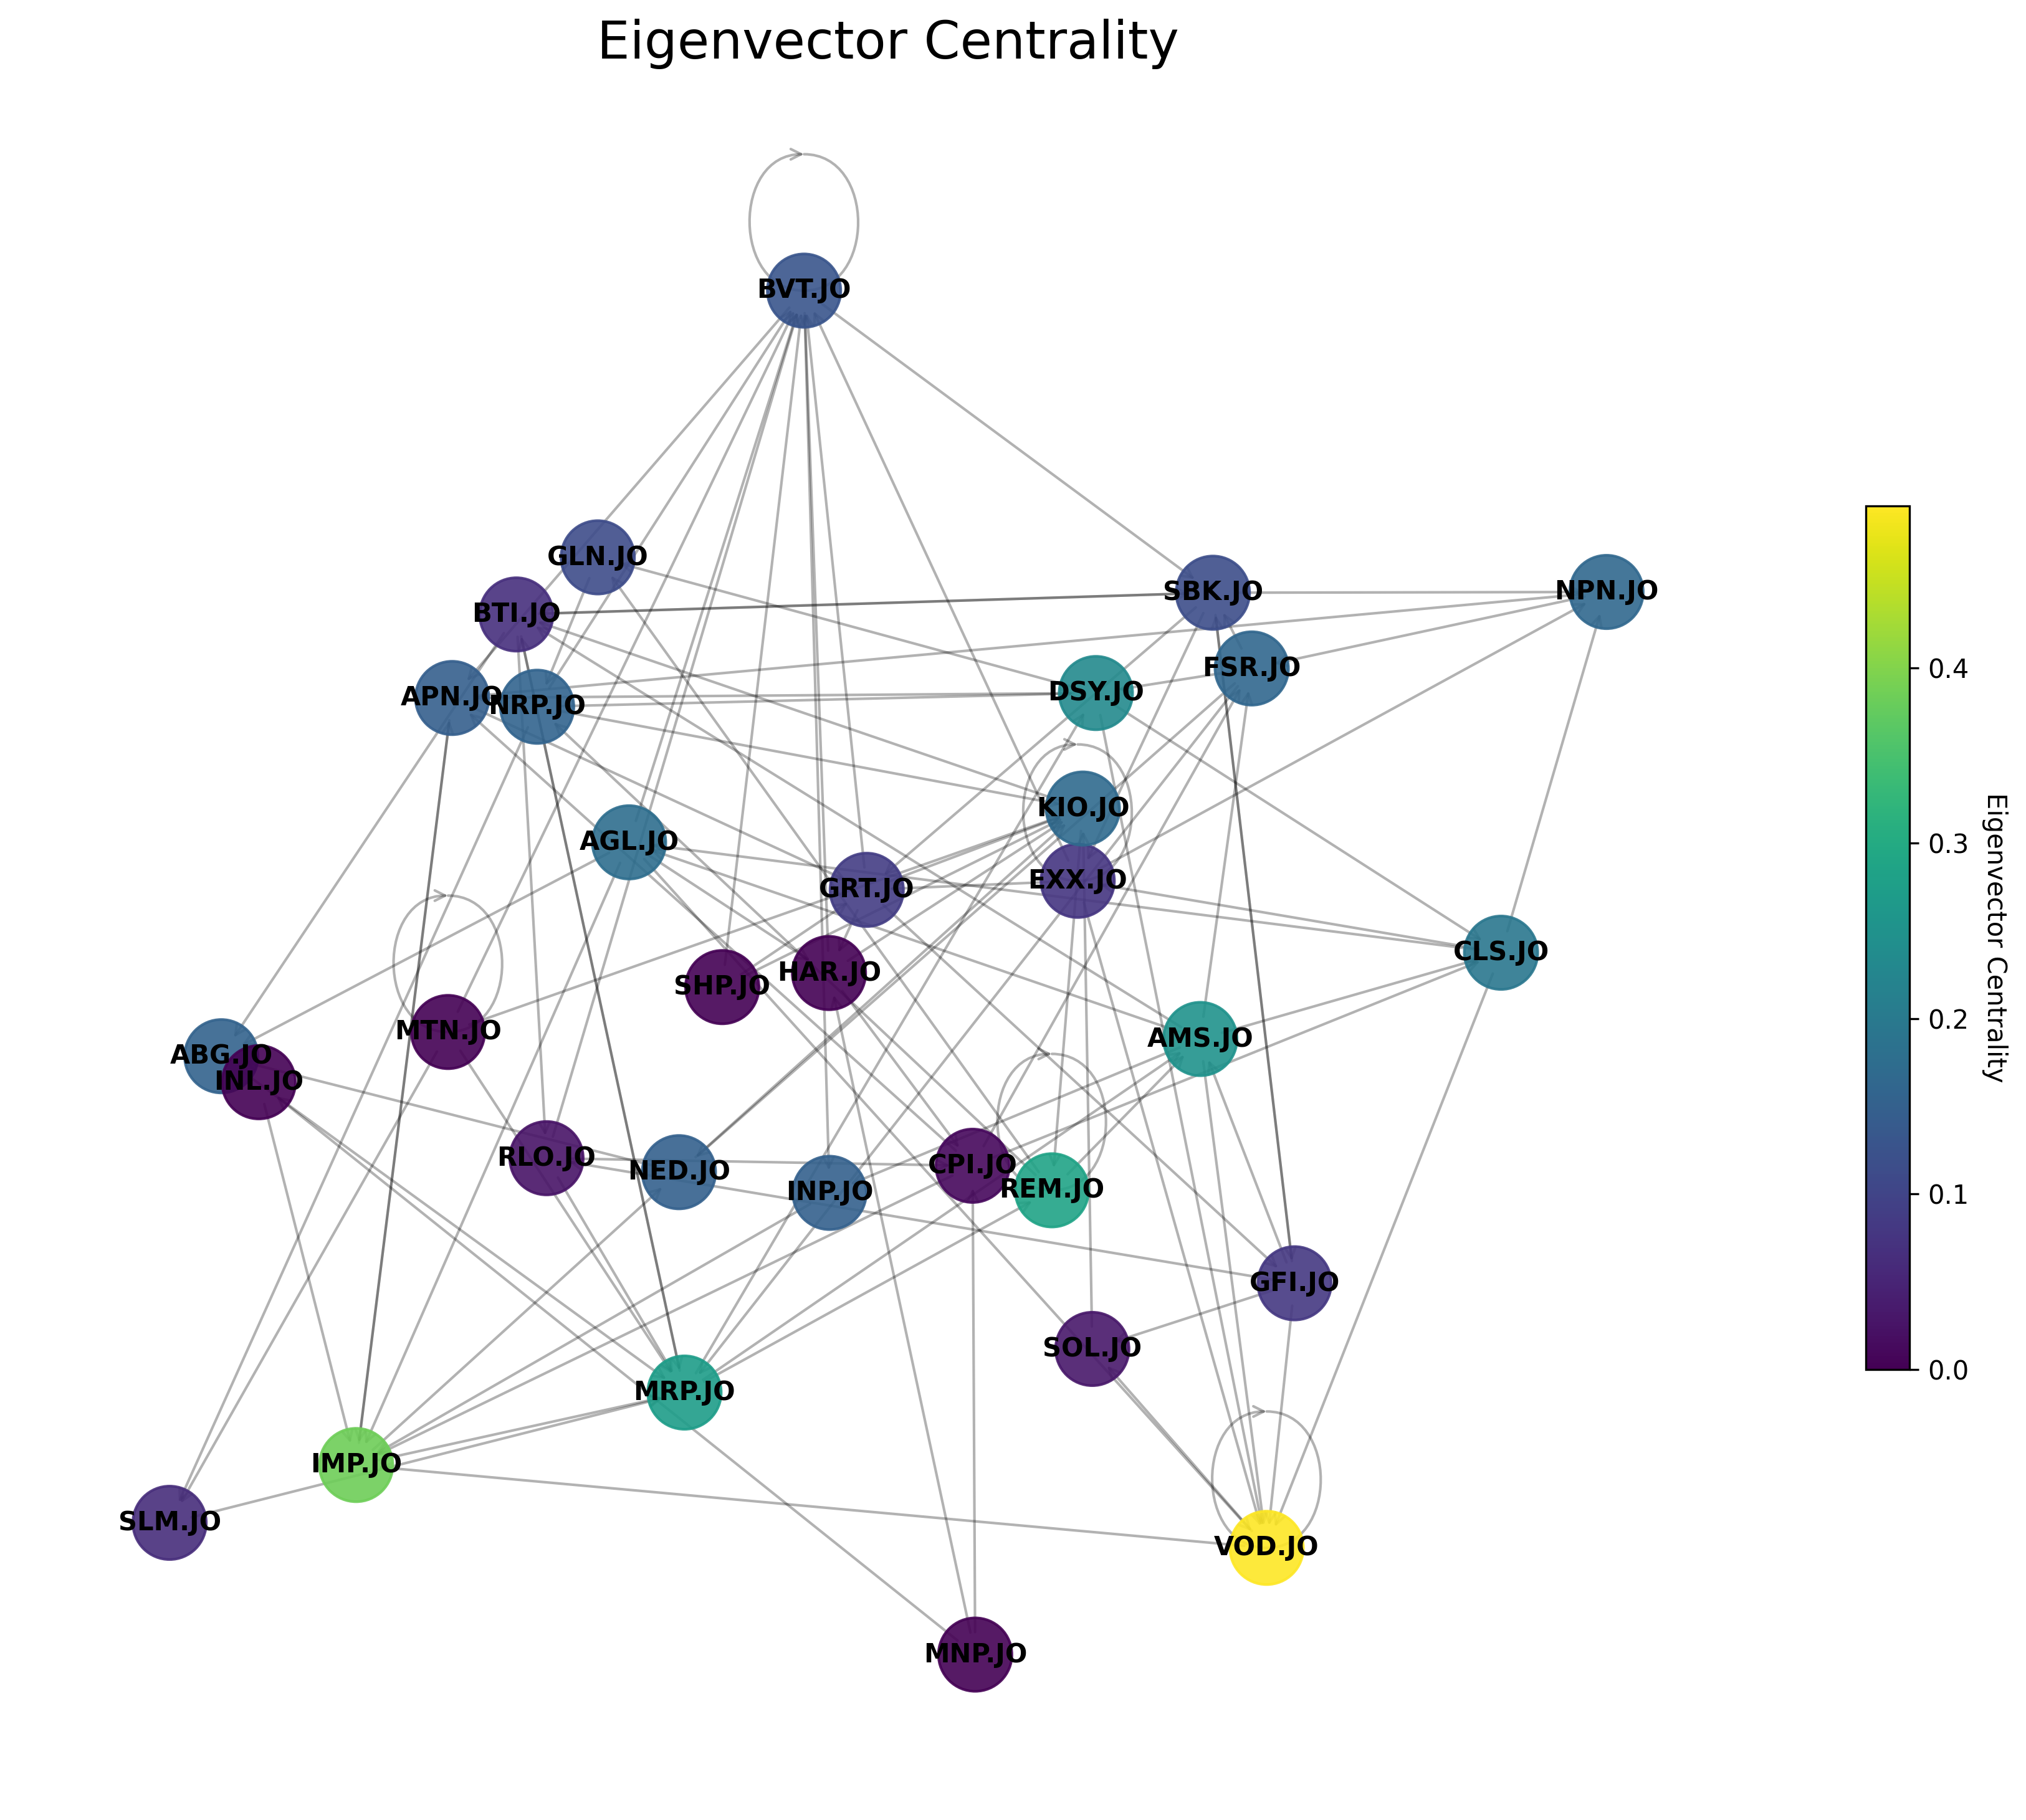 Eigenvector Centrality
BVT.JO
GLN.JO
BTI.JO
SBK.JO
NPN.JO
FSR.JO
APN.JO
NRP.JO
DSY.JO
KIO.JO
AGL.JO
GRT.JO
EXX.JO
CLS.JO
SHP.JO
HAR.JO
MTN.JO
AMS.JO
ABG.JO
INL.JO
RLO.JO
NED.JO
INP.JO
CPI.JO
REM.JO
GFI.JO
SOL.JO
MRP.JO
IMP.JO
SLM.JO
VOD.JO
MNP.JO
0.4
0.3
0.2
0.1
0.0
Eigenvector Centrality